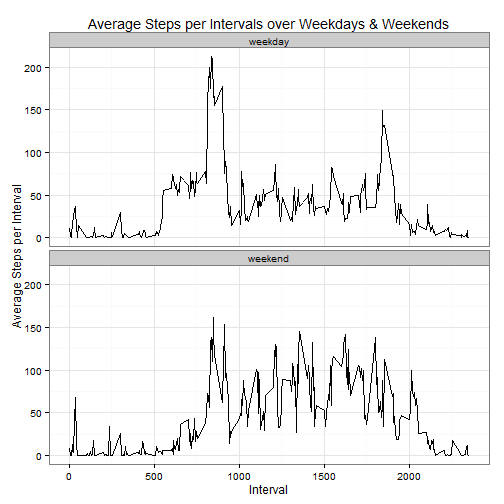 Average Steps per Intervals over Weekdays & Weekends
weekday
200
150
100
50
0
weekend
200
150
100
50
0
Average Steps per Interval
0 500 1000 1500 2000
Interval